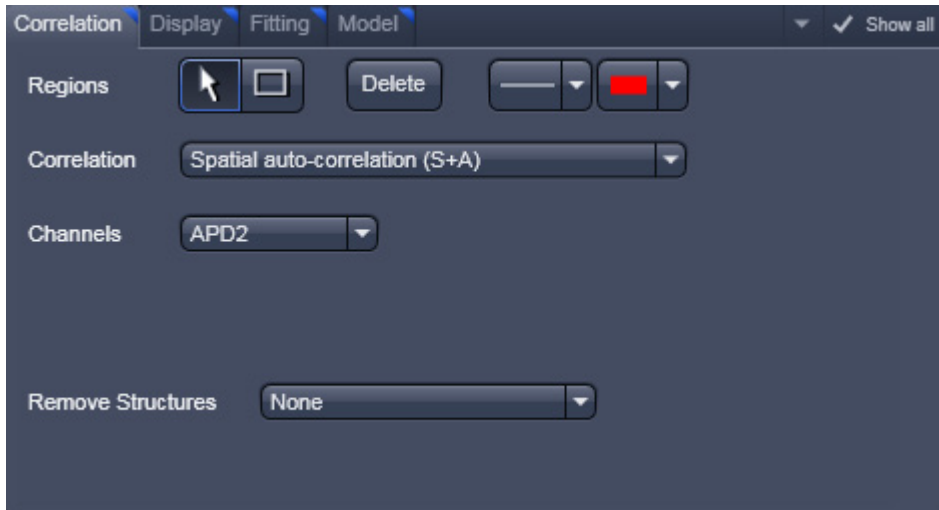 Correlation Display Fitting Model Show all
Regions Delete
Correlation Spatial auto-correlation (S+A)
Channels APD2
Remove Structures None